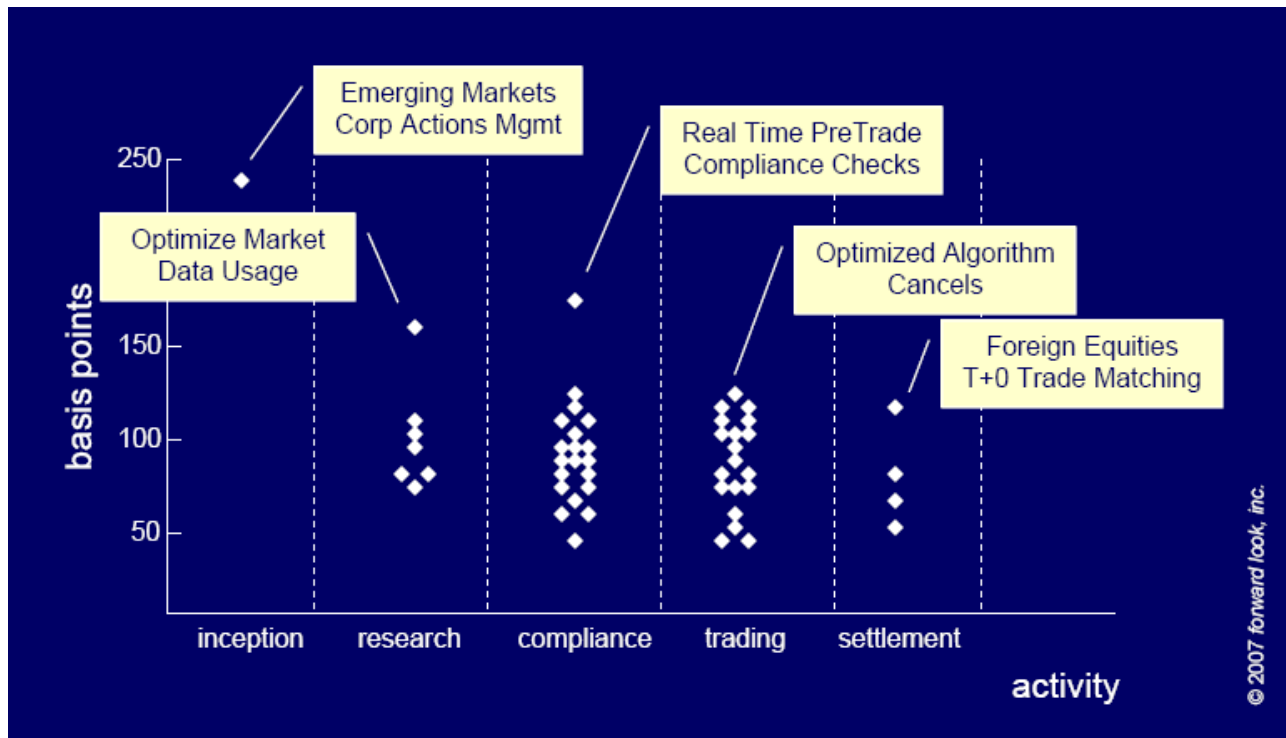 Emerging Markets
Corp Actions Mgmt
Real Time PreTrade
Compliance Checks
250
Optimize Market
Data Usage
Optimized Algorithm
Cancels
Foreign Equities
T+0 Trade Matching
150
100
50
basis points
inception
research
compliance
trading
settlement
activity
© 2007 forward look, inc.